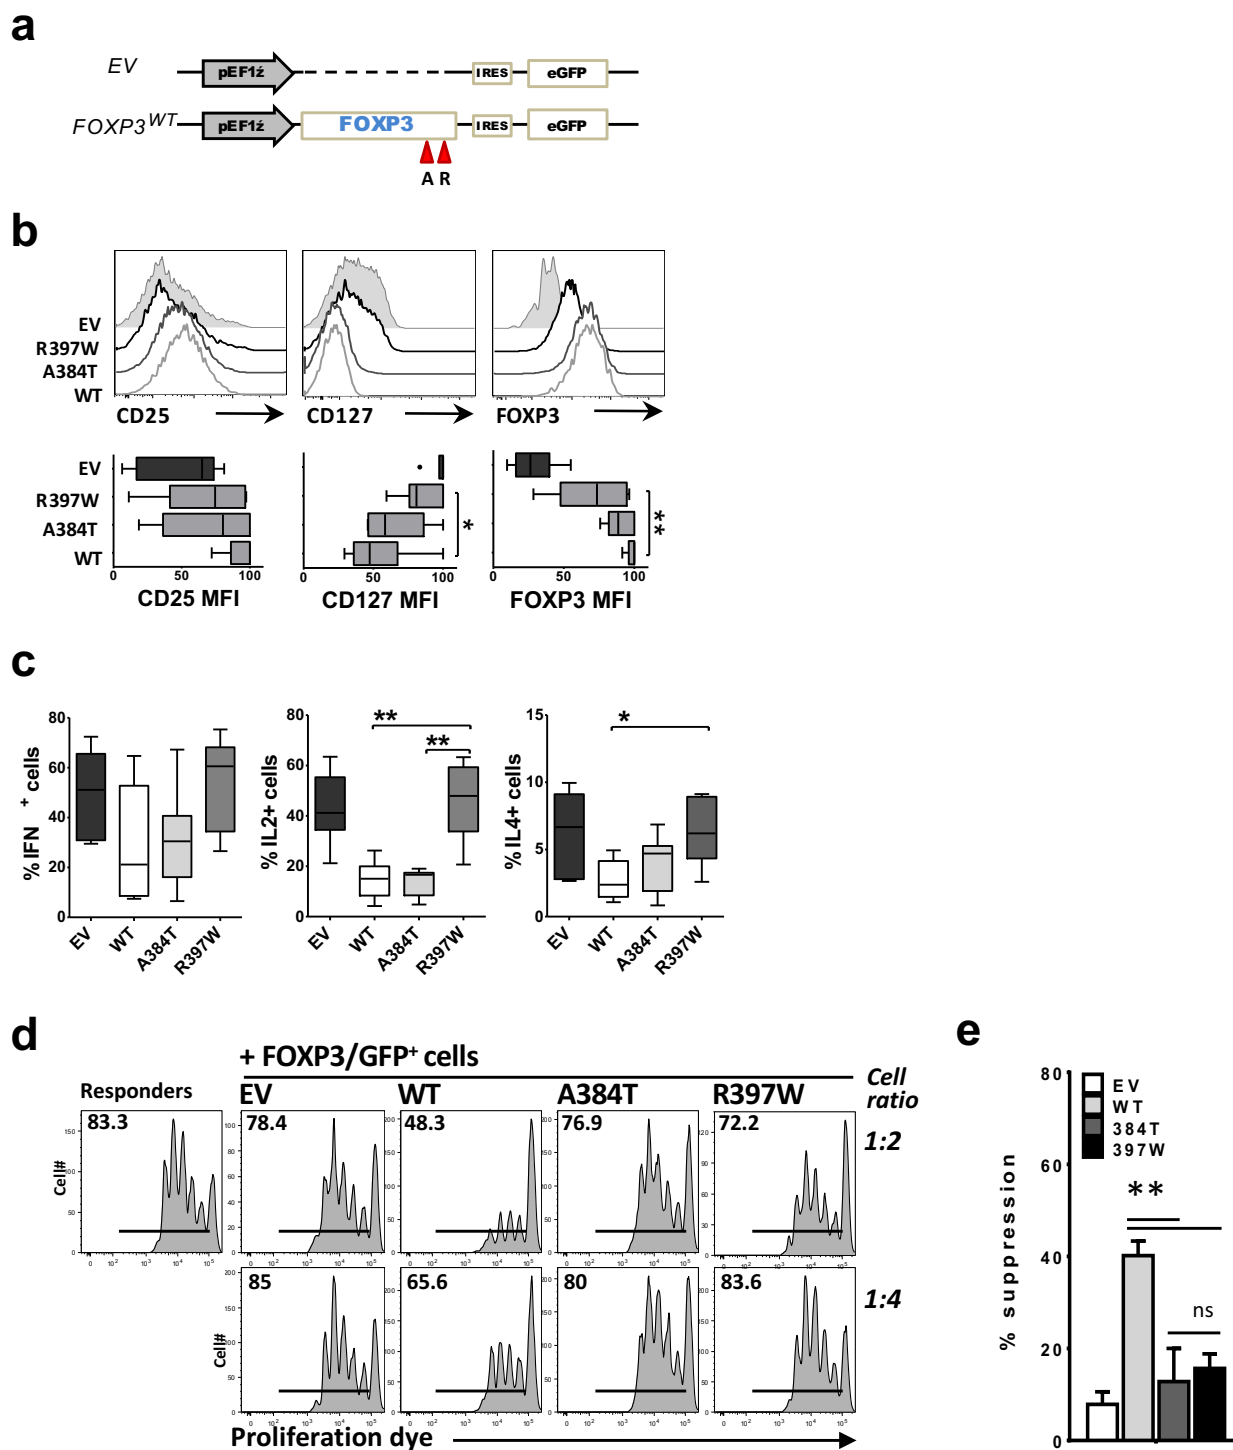 a
EV
pEF1ź
IRES
eGFP
FOXP3WT
pEF1ź
FOXP3
IRES
eGFP
A R
b
EV
R397W
A384T
WT
CD25
CD127
FOXP3
EV
R397W
A384T
WT
*
**
0 50 100
0 50 100
0 50 100
CD25 MFI
CD127 MFI
FOXP3 MFI
c
% IFN + cells
80
60
40
20
0
EV
WT
A384T
R397W
% IL2+ cells
80
60
40
20
0
**
**
EV
WT
A384T
R397W
% IL4+ cells
15
10
5
0
*
EV
WT
A384T
R397W
d
+ FOXP3/GFP+ cells
Responders
EV
WT
A384T
R397W
Cell
ratio
83.3
78.4
48.3
76.9
72.2
1:2
Cell#
85
65.6
80
83.6
1:4
Cell#
Proliferation dye
e
% suppression
80
60
40
20
0
EV
WT
384T
397W
**
ns